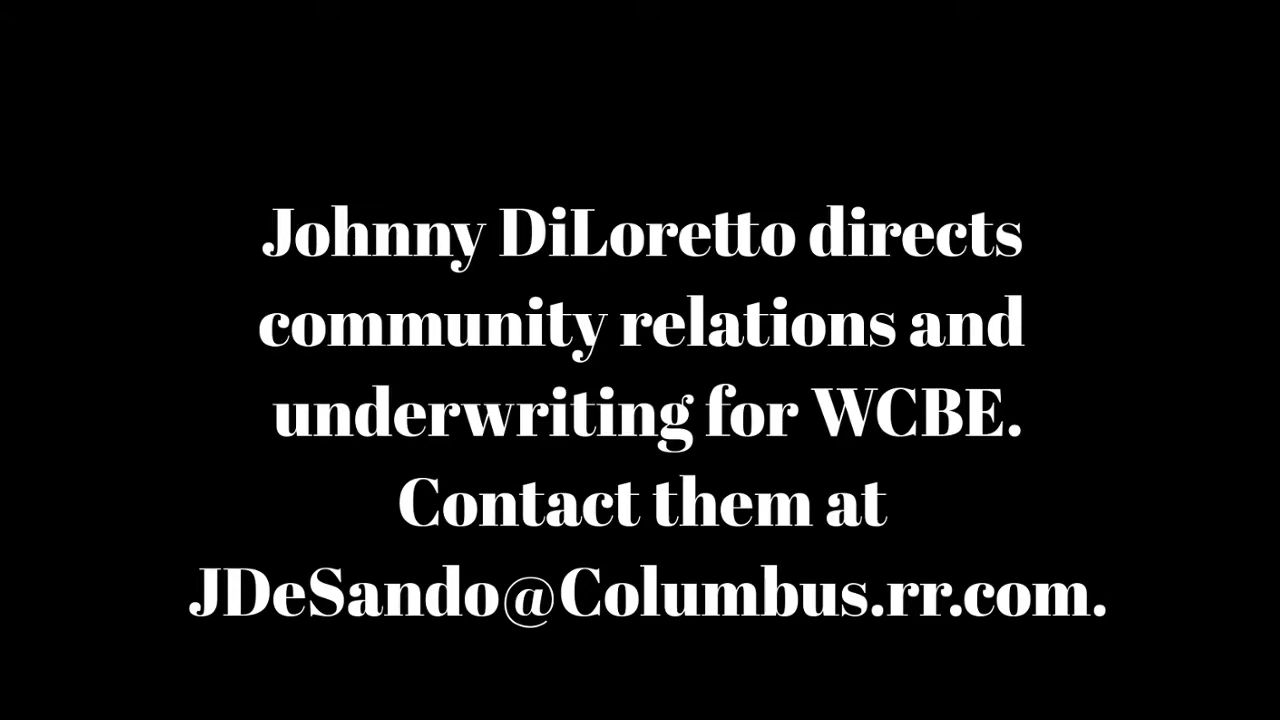 Johnny DiLoretto directs
community relations and
underwriting for WCBE.
Contact them at
JDeSando@Columbus.rr.com.